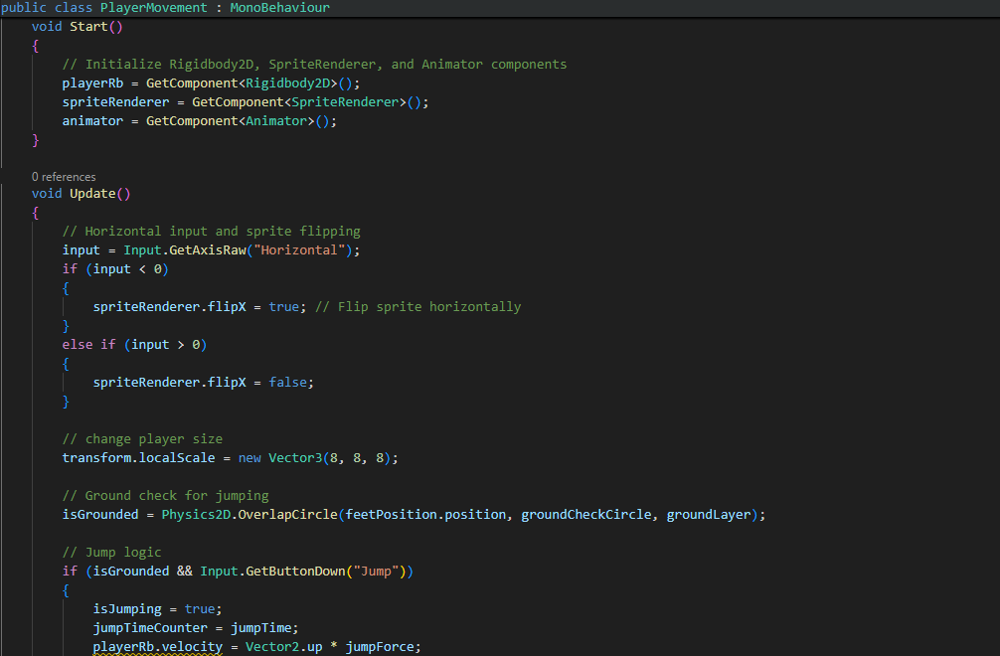 public class PlayerMovement : MonoBehaviour
void Start()
{
// Initialize Rigidbody2D, SpriteRenderer, and Animator components
playerRb = GetComponent<Rigidbody2D>();
spriteRenderer = GetComponent<SpriteRenderer>();
animator = GetComponent<Animator>();
}
0 references
void Update()
{
// Horizontal input and sprite flipping
input = Input.GetAxisRaw("Horizontal");
if (input < 0)
{
spriteRenderer.flipX = true; // Flip sprite horizontally
}
else if (input > 0)
{
spriteRenderer.flipX = false;
}
// change player size
transform.localScale = new Vector3(8, 8, 8);
// Ground check for jumping
isGrounded = Physics2D.OverlapCircle(feetPosition.position, groundCheckCircle, groundLayer);
// Jump logic
if (isGrounded && Input.GetButtonDown("Jump"))
{
isJumping = true;
jumpTimeCounter = jumpTime;
playerRb.velocity = Vector2.up * jumpForce;